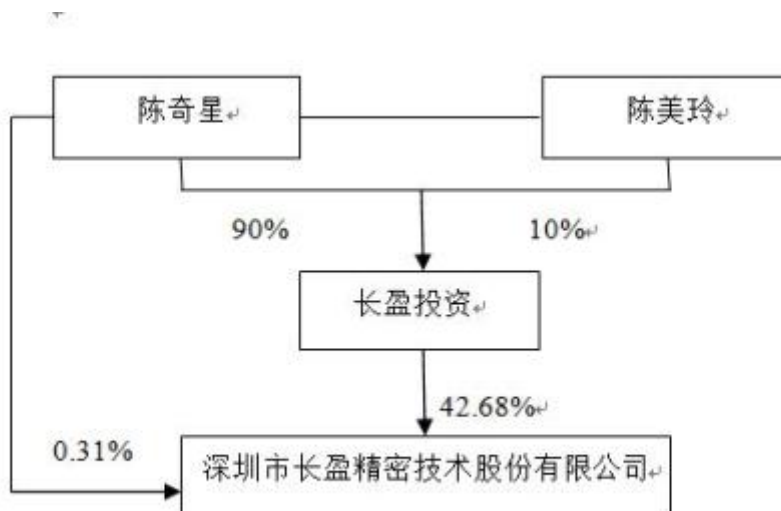 陈奇星
陈美玲
90%
10%
长盈投资
42.68%
0.31%
深圳市长盈精密技术股份有限公司